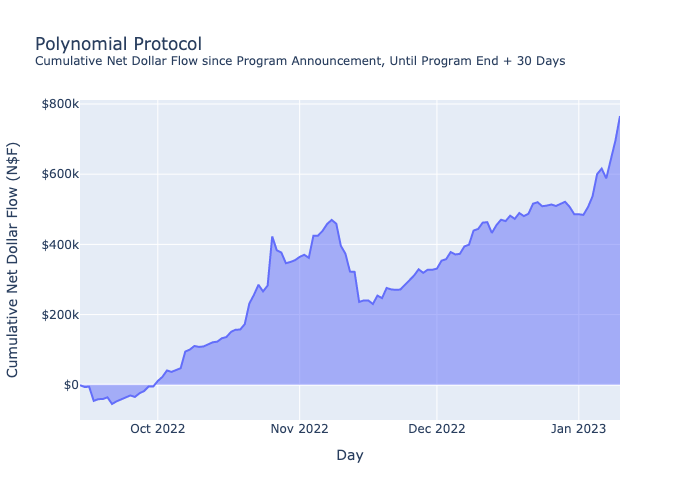 Polynomial Protocol
Cumulative Net Dollar Flow since Program Announcement, Until Program End + 30 Days
Cumulative Net Dollar Flow (N$F)
$800k
$600k
$400k
$200k
$0
Oct 2022
Nov 2022
Dec 2022
Jan 2023
Day